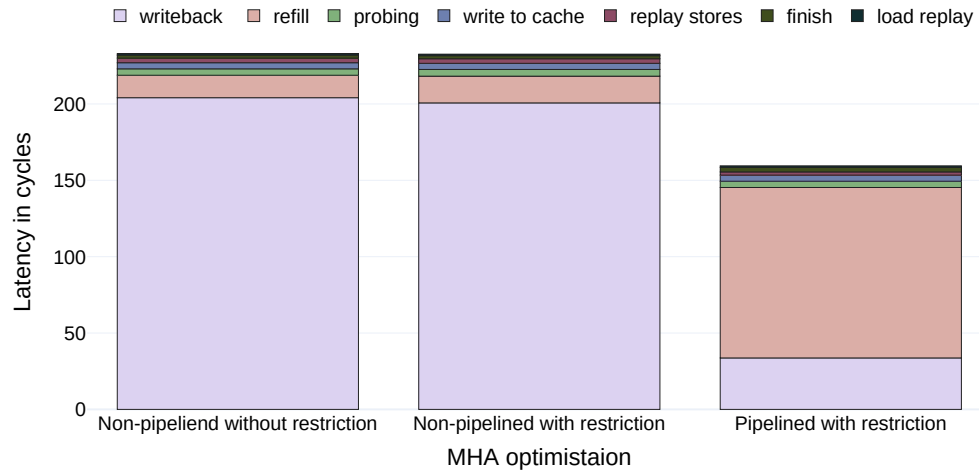 writeback refill probing write to cache replay stores finish load replay
Latency in cycles
200
150
100
50
0
Non-pipeliend without restriction Non-pipelined with restriction Pipelined with restriction
MHA optimistaion